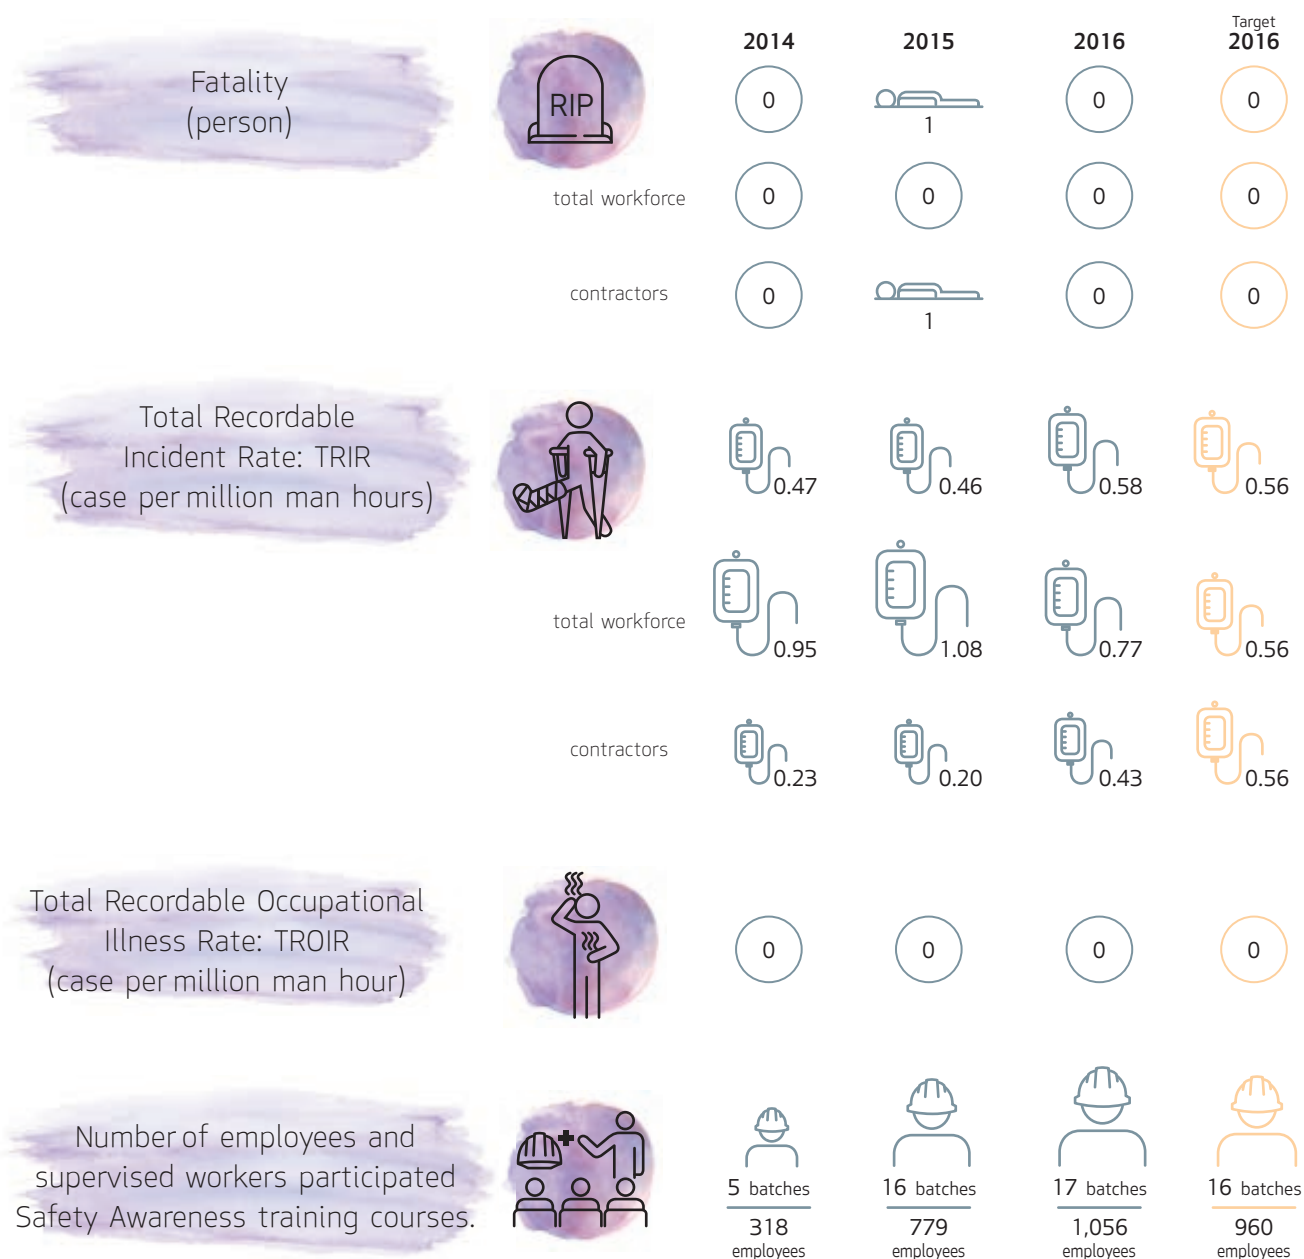 Target
2014 2015 2016 2016
Fatality
(person)
RIP
0 1 0 0
total workforce 0 0 0 0
contractors 0 1 0 0
Total Recordable
Incident Rate: TRIR
(case per million man hours)
0.47 0.46 0.58 0.56
total workforce 0.95 1.08 0.77 0.56
contractors 0.23 0.20 0.43 0.56
Total Recordable Occupational
Illness Rate: TROIR
(case per million man hour)
0 0 0 0
Number of employees and
supervised workers participated
Safety Awareness training courses.
5 batches 16 batches 17 batches 16 batches
318 779 1,056 960
employees employees employees employees